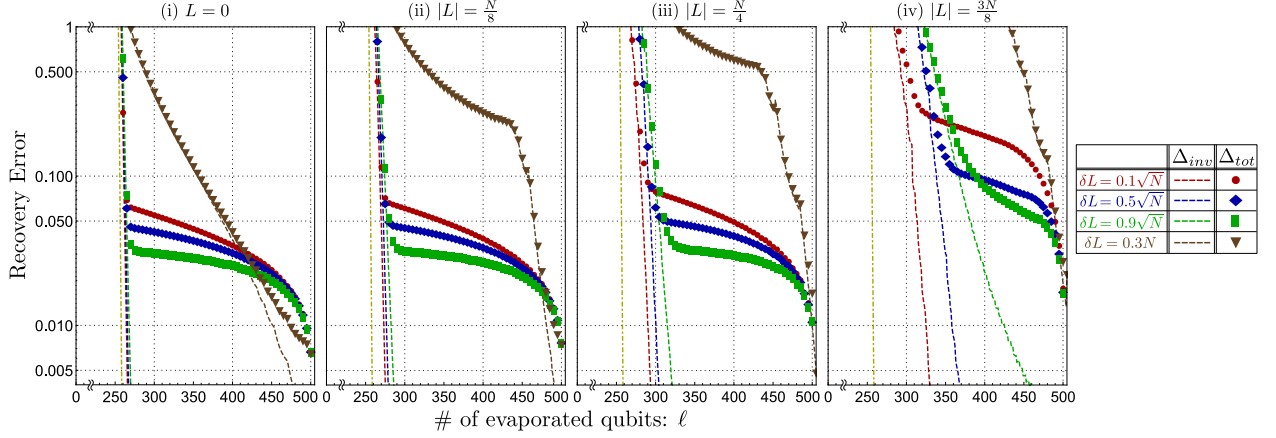 (i) L = 0
(ii) |L| = N/8
(iii) |L| = N/4
(iv) |L| = 3N/8
Recovery Error
1
0.500
0.100
0.050
0.010
0.005
0 250 300 350 400 450 500
0 250 300 350 400 450 500
0 250 300 350 400 450 500
0 250 300 350 400 450 500
# of evaporated qubits: ℓ
Δinv Δtot
δL = 0.1√N
δL = 0.5√N
δL = 0.9√N
δL = 0.3N